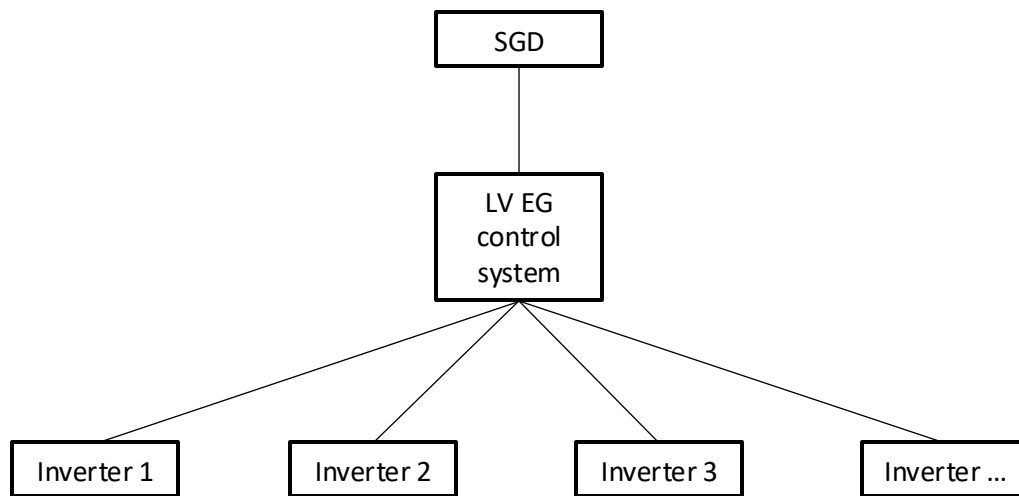 SGD
LV EG
control
system
Inverter 1
Inverter 2
Inverter 3
Inverter ...